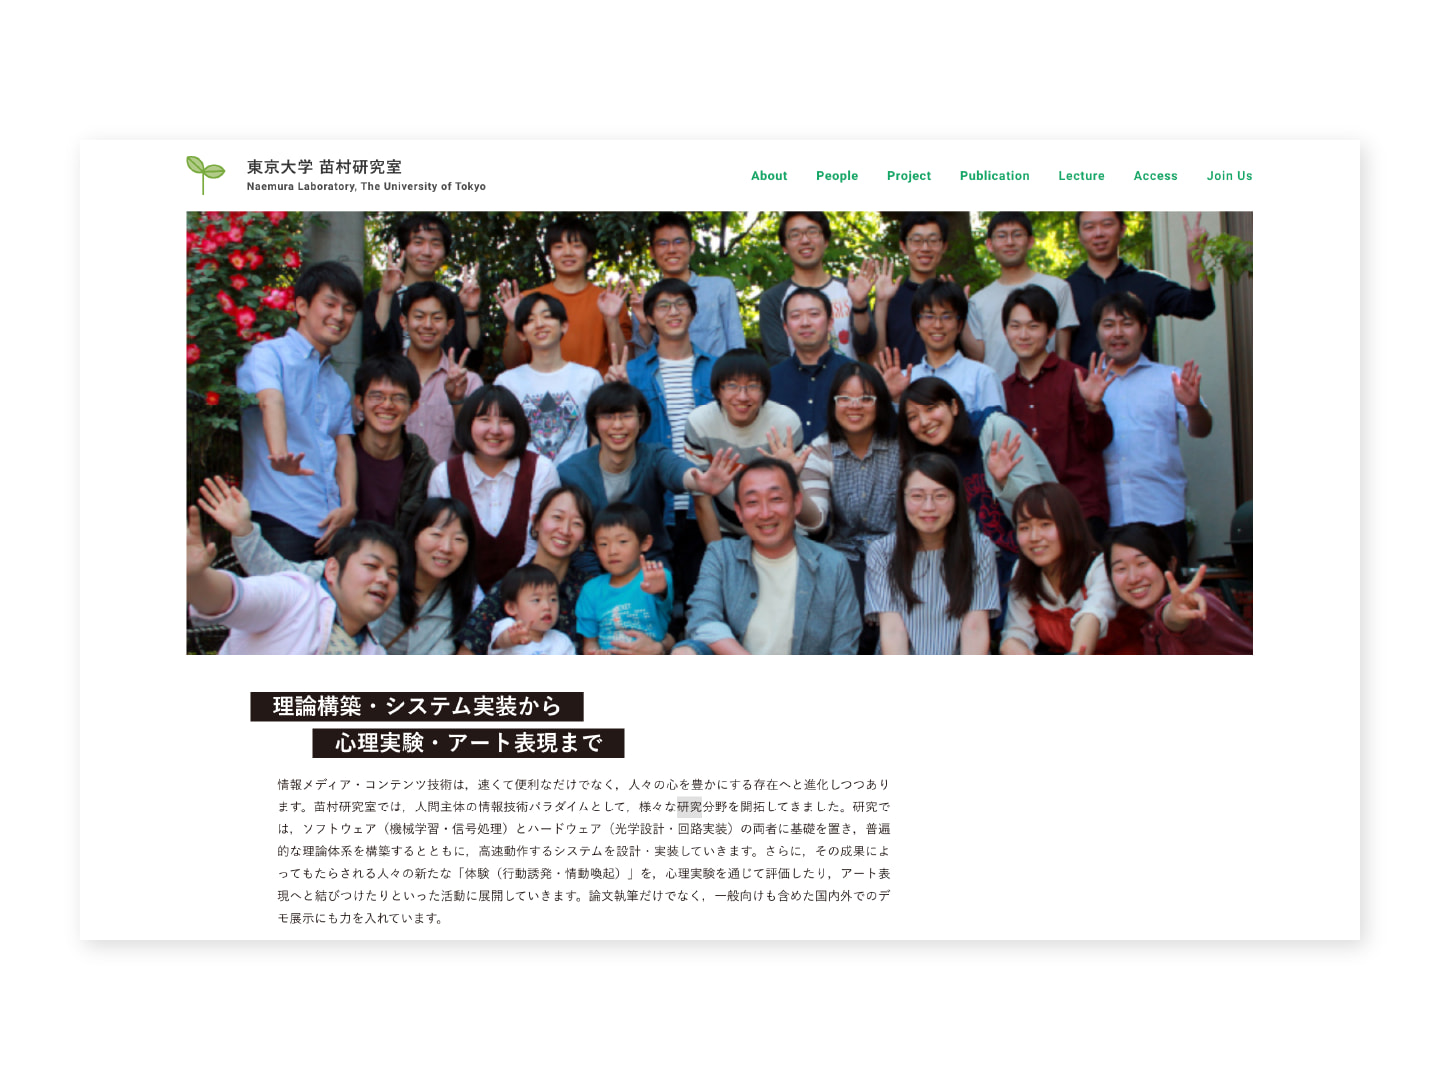 東京大学 苗村研究室
Naemura Laboratory, The University of Tokyo
About People Project Publication Lecture Access Join Us
理論構築・システム実装から
心理実験・アート表現まで
情報メディア・コンテンツ技術は，速くて便利なだけでなく，人々の心を豊かにする存在へと進化しつつあり
ます。苗村研究室では，人間主体の情報技術パラダイムとして，様々な研究分野を開拓してきました。研究で
は，ソフトウェア（機械学習・信号処理）とハードウェア（光学設計・回路実装）の両者に基礎を置き，普遍
的な理論体系を構築するとともに，高速動作するシステムを設計・実装していきます。さらに，その成果によ
ってもたらされる人々の新たな「体験（行動誘発・情動喚起）」を，心理実験を通じて評価したり，アート表
現へと結びつけたりといった活動に展開していきます。論文執筆だけでなく，一般向けも含めた国内外でのデ
モ展示にも力を入れています。